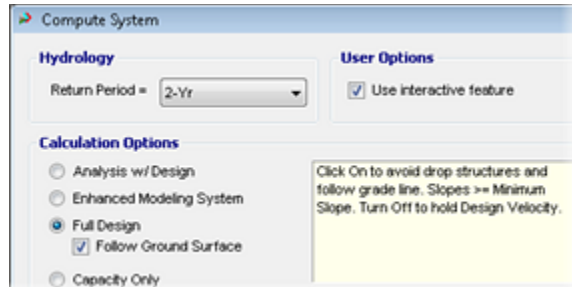 Compute System
Hydrology
Return Period =
2-Yr
User Options
Use interactive feature
Calculation Options
Analysis w/ Design
Enhanced Modeling System
Full Design
Follow Ground Surface
Capacity Only
Click On to avoid drop structures and
follow grade line. Slopes >= Minimum
Slope. Turn Off to hold Design Velocity.